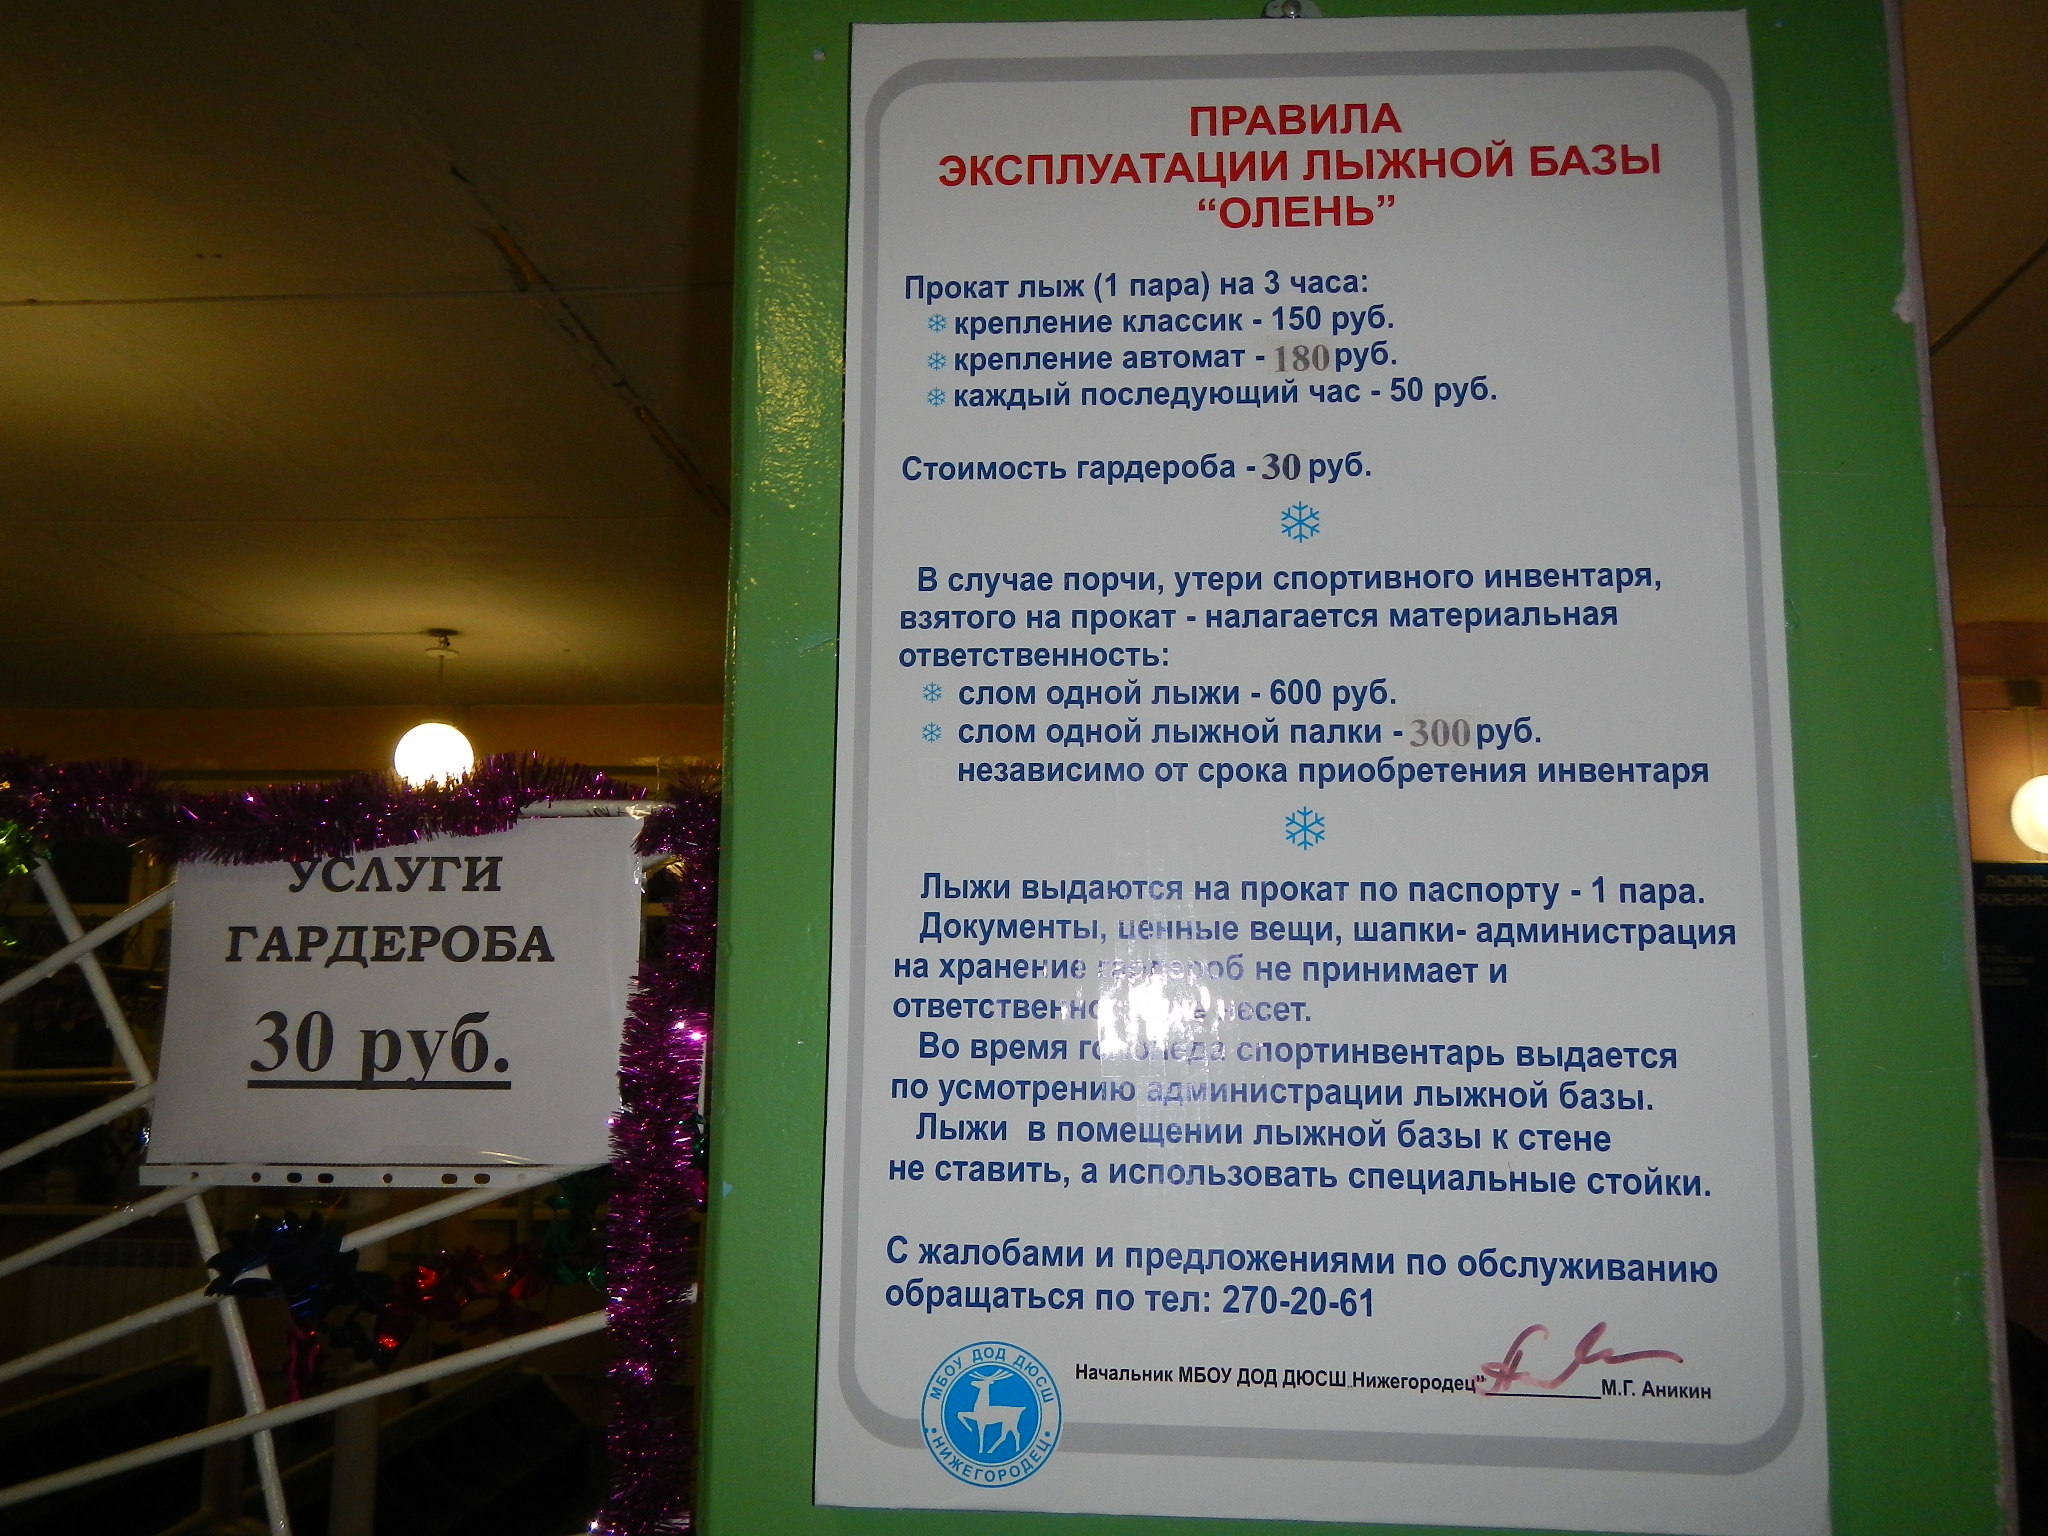 УСЛУГИ
ГАРДЕРОБА
30 руб.
ПРАВИЛА
ЭКСПЛУАТАЦИИ ЛЫЖНОЙ БАЗЫ
“ОЛЕНЬ”
Прокат лыж (1 пара) на 3 часа:
крепление классик - 150 руб.
крепление автомат - 180 руб.
каждый последующий час - 50 руб.
Стоимость гардероба - 30 руб.
В случае порчи, утери спортивного инвентаря,
взятого на прокат - налагается материальная
ответственность:
слом одной лыжи - 600 руб.
слом одной лыжной палки - 300 руб.
независимо от срока приобретения инвентаря
Лыжи выдаются на прокат по паспорту - 1 пара.
Документы, ценные вещи, шапки- администрация
на хранение гардероб не принимает и
ответственность не несет.
Во время гололеда спортинвентарь выдается
по усмотрению администрации лыжной базы.
Лыжи в помещении лыжной базы к стене
не ставить, а использовать специальные стойки.
С жалобами и предложениями по обслуживанию
обращаться по тел: 270-20-61
Начальник МБОУ ДОД ДЮСШ „Нижегородец" М.Г. Аникин
МБОУ ДОД ДЮСШ
• НИЖЕГОРОДЕЦ •